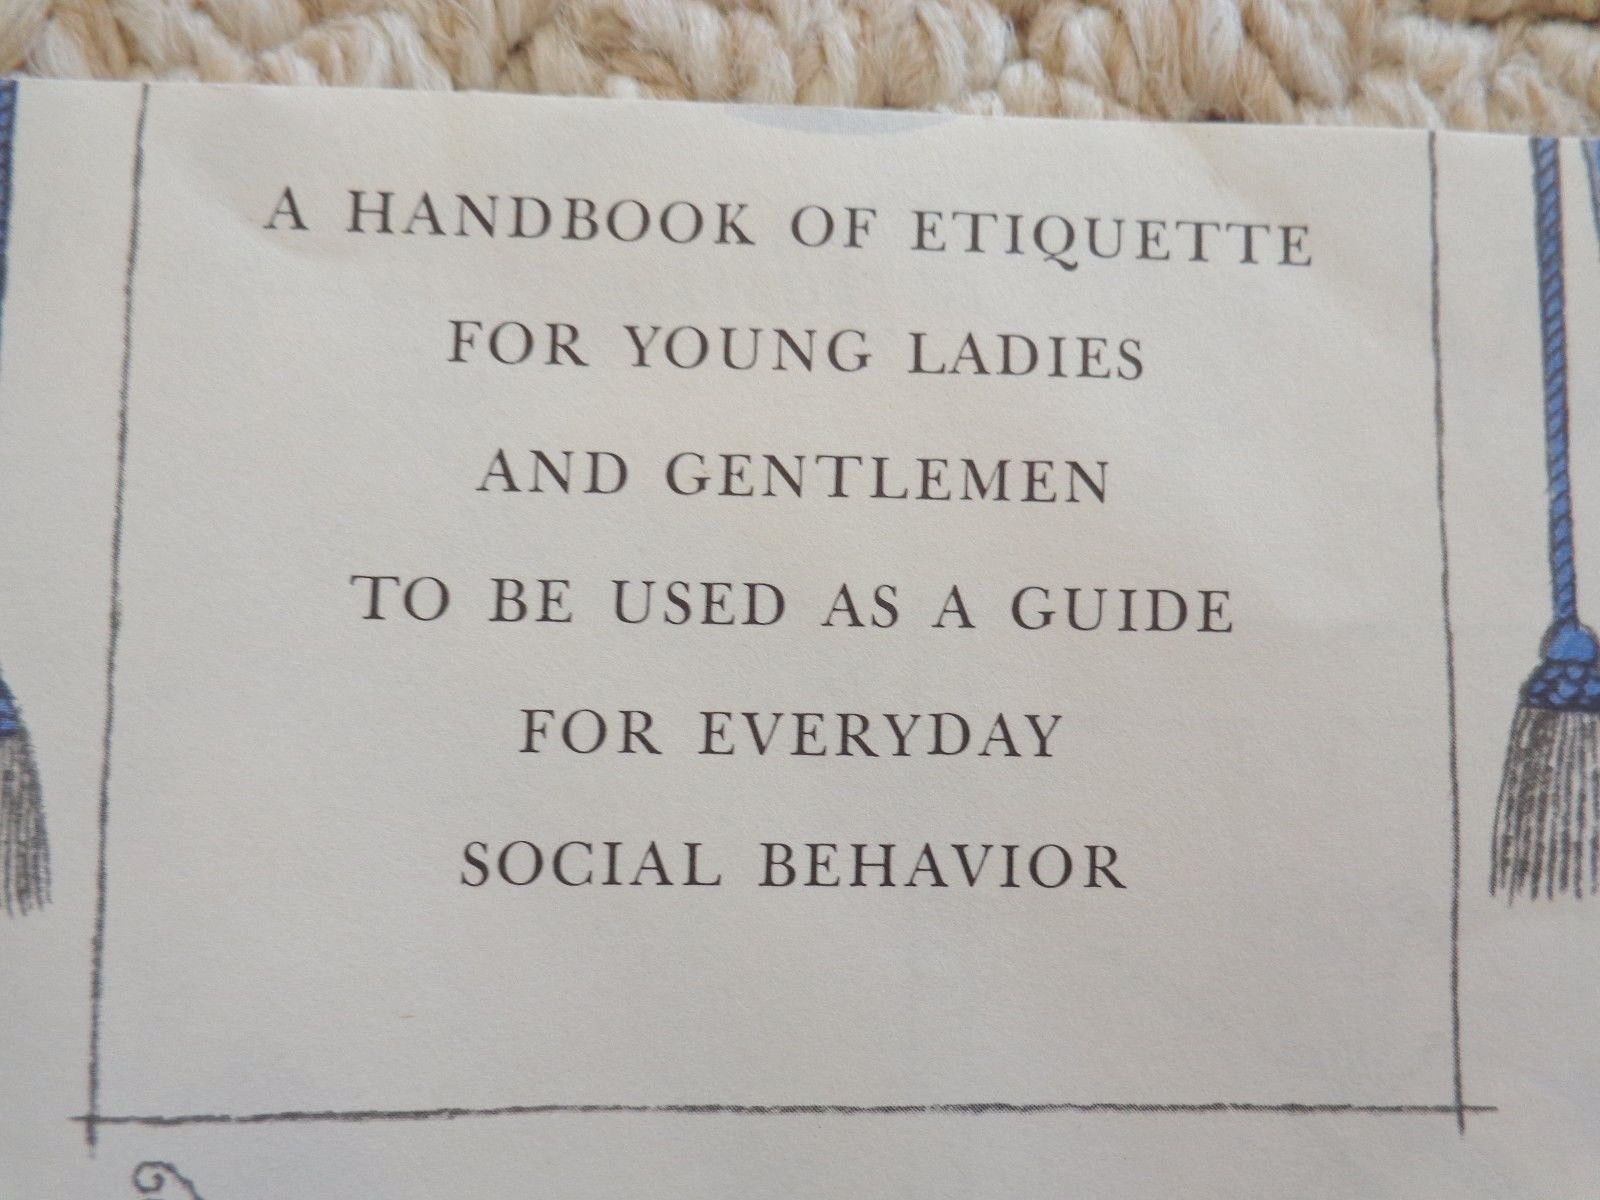 A HANDBOOK OF ETIQUETTE
FOR YOUNG LADIES
AND GENTLEMEN
TO BE USED AS A GUIDE
FOR EVERYDAY
SOCIAL BEHAVIOR